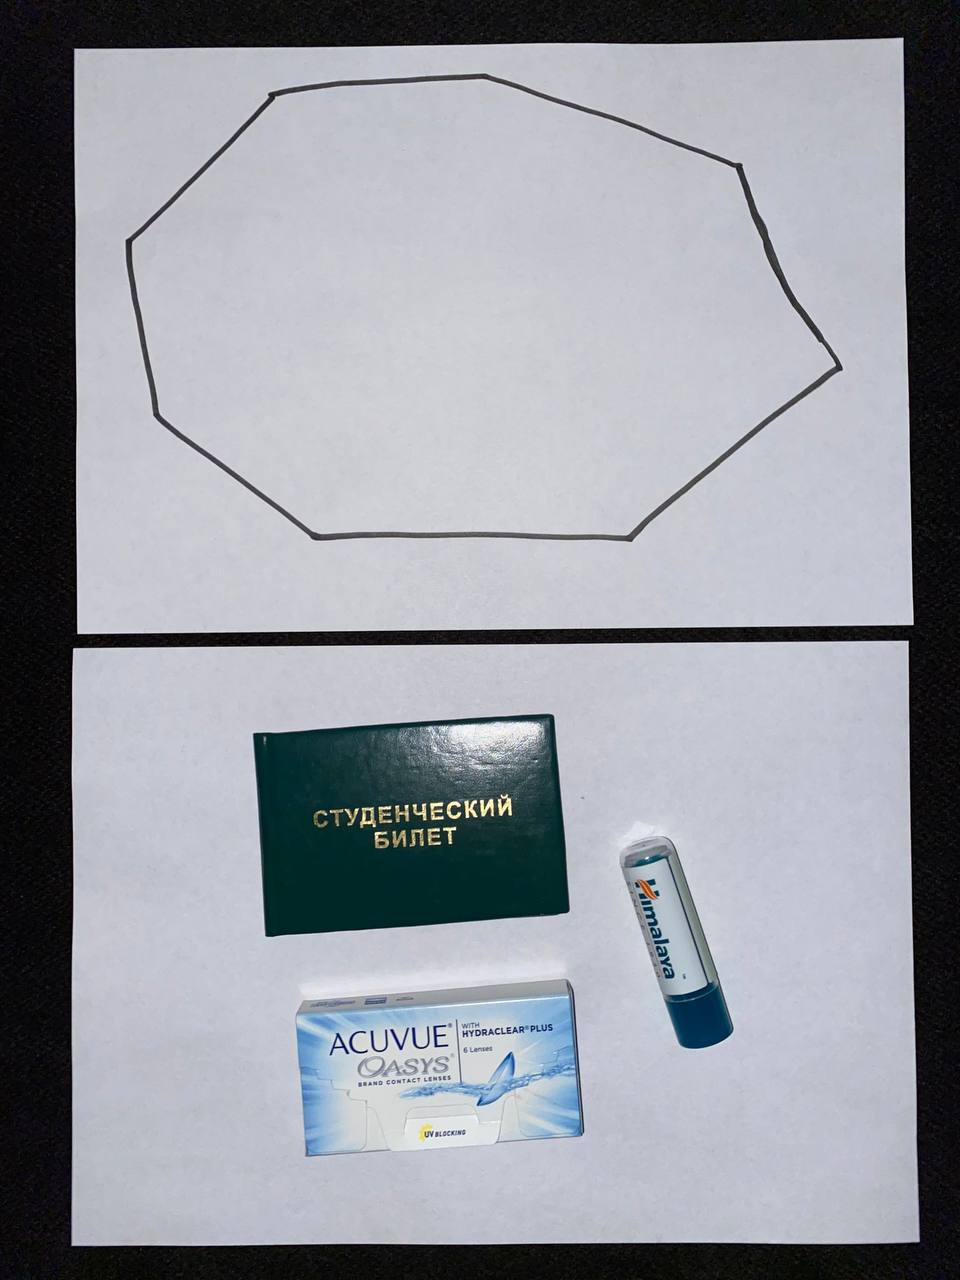 СТУДЕНЧЕСКИЙ
БИЛЕТ
Himalaya
ACUVUE®
OASYS®
BRAND CONTACT LENSES
WITH
HYDRACLEAR® PLUS
6 Lenses
UV BLOCKING